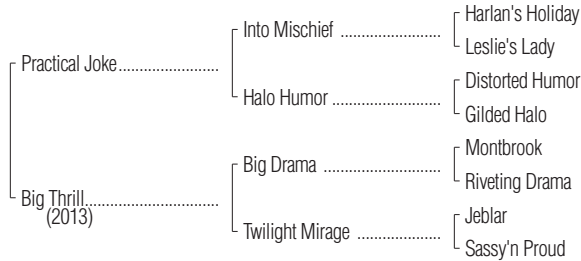 Harlan's Holiday
Into Mischief ......................
Leslie's Lady
Practical Joke......................
Distorted Humor
Halo Humor ........................
Gilded Halo
Montbrook
Big Drama .........................
Riveting Drama
Big Thrill.............................
(2013)
Jeblar
Twilight Mirage ....................
Sassy'n Proud